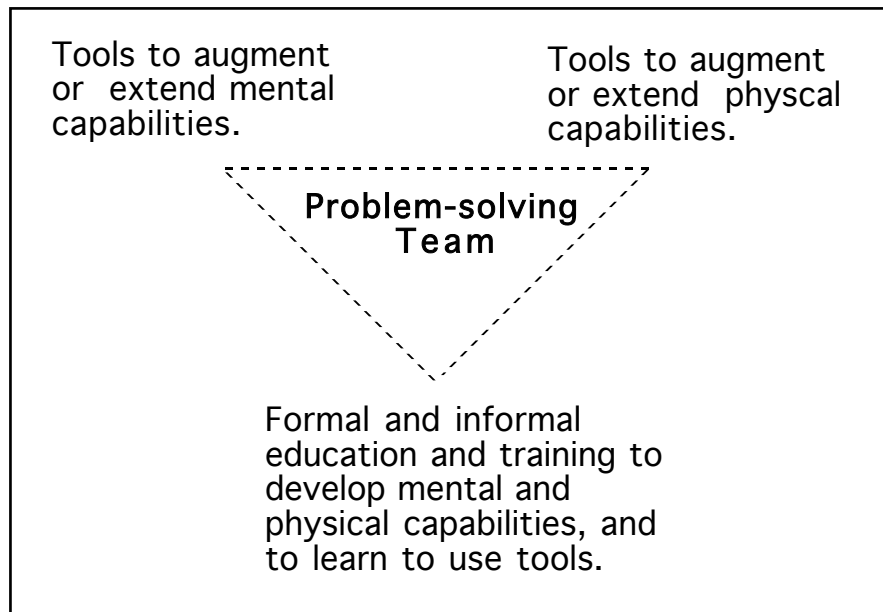 Tools to augment
or extend mental
capabilities.
Tools to augment
or extend physcal
capabilities.
Problem-solving
Team
Formal and informal
education and training to
develop mental and
physical capabilities, and
to learn to use tools.